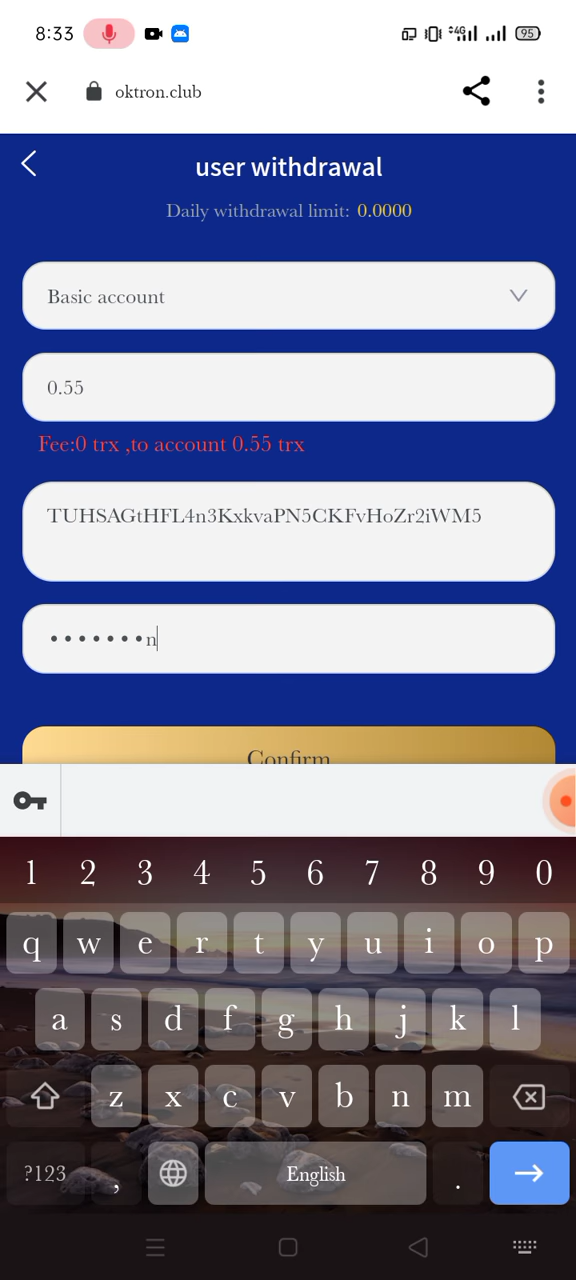 8:33
4G
95
oktron.club
user withdrawal
Daily withdrawal limit: 0.0000
Basic account
0.55
Fee:0 trx ,to account 0.55 trx
TUHSAGtHFL4n3KxkvaPN5CKFvHoZr2iWM5
•••••••n
Confirm
1 2 3 4 5 6 7 8 9 0
q w e r t y u i o p
a s d f g h j k l
z x c v b n m
?123 , English .